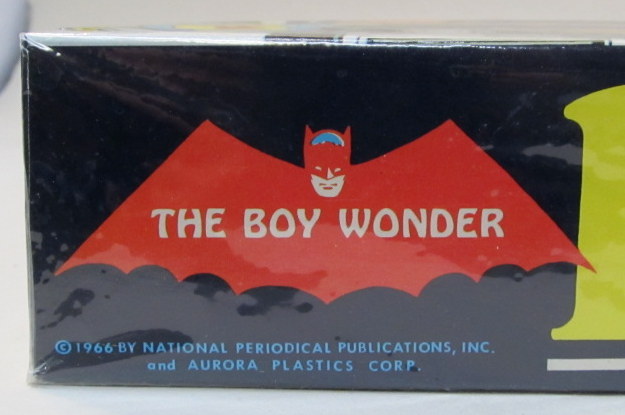 THE BOY WONDER
©1966 BY NATIONAL PERIODICAL PUBLICATIONS, INC.
and AURORA PLASTICS CORP.